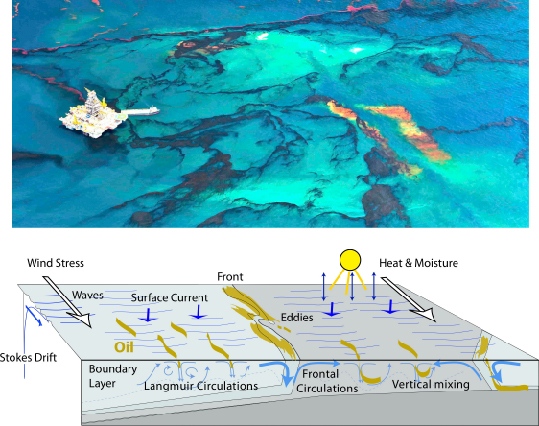 Wind Stress
Heat & Moisture
Front
Waves
Surface Current
Eddies
Oil
Stokes Drift
Boundary
Layer
Langmuir Circulations
Frontal
Circulations
Vertical mixing